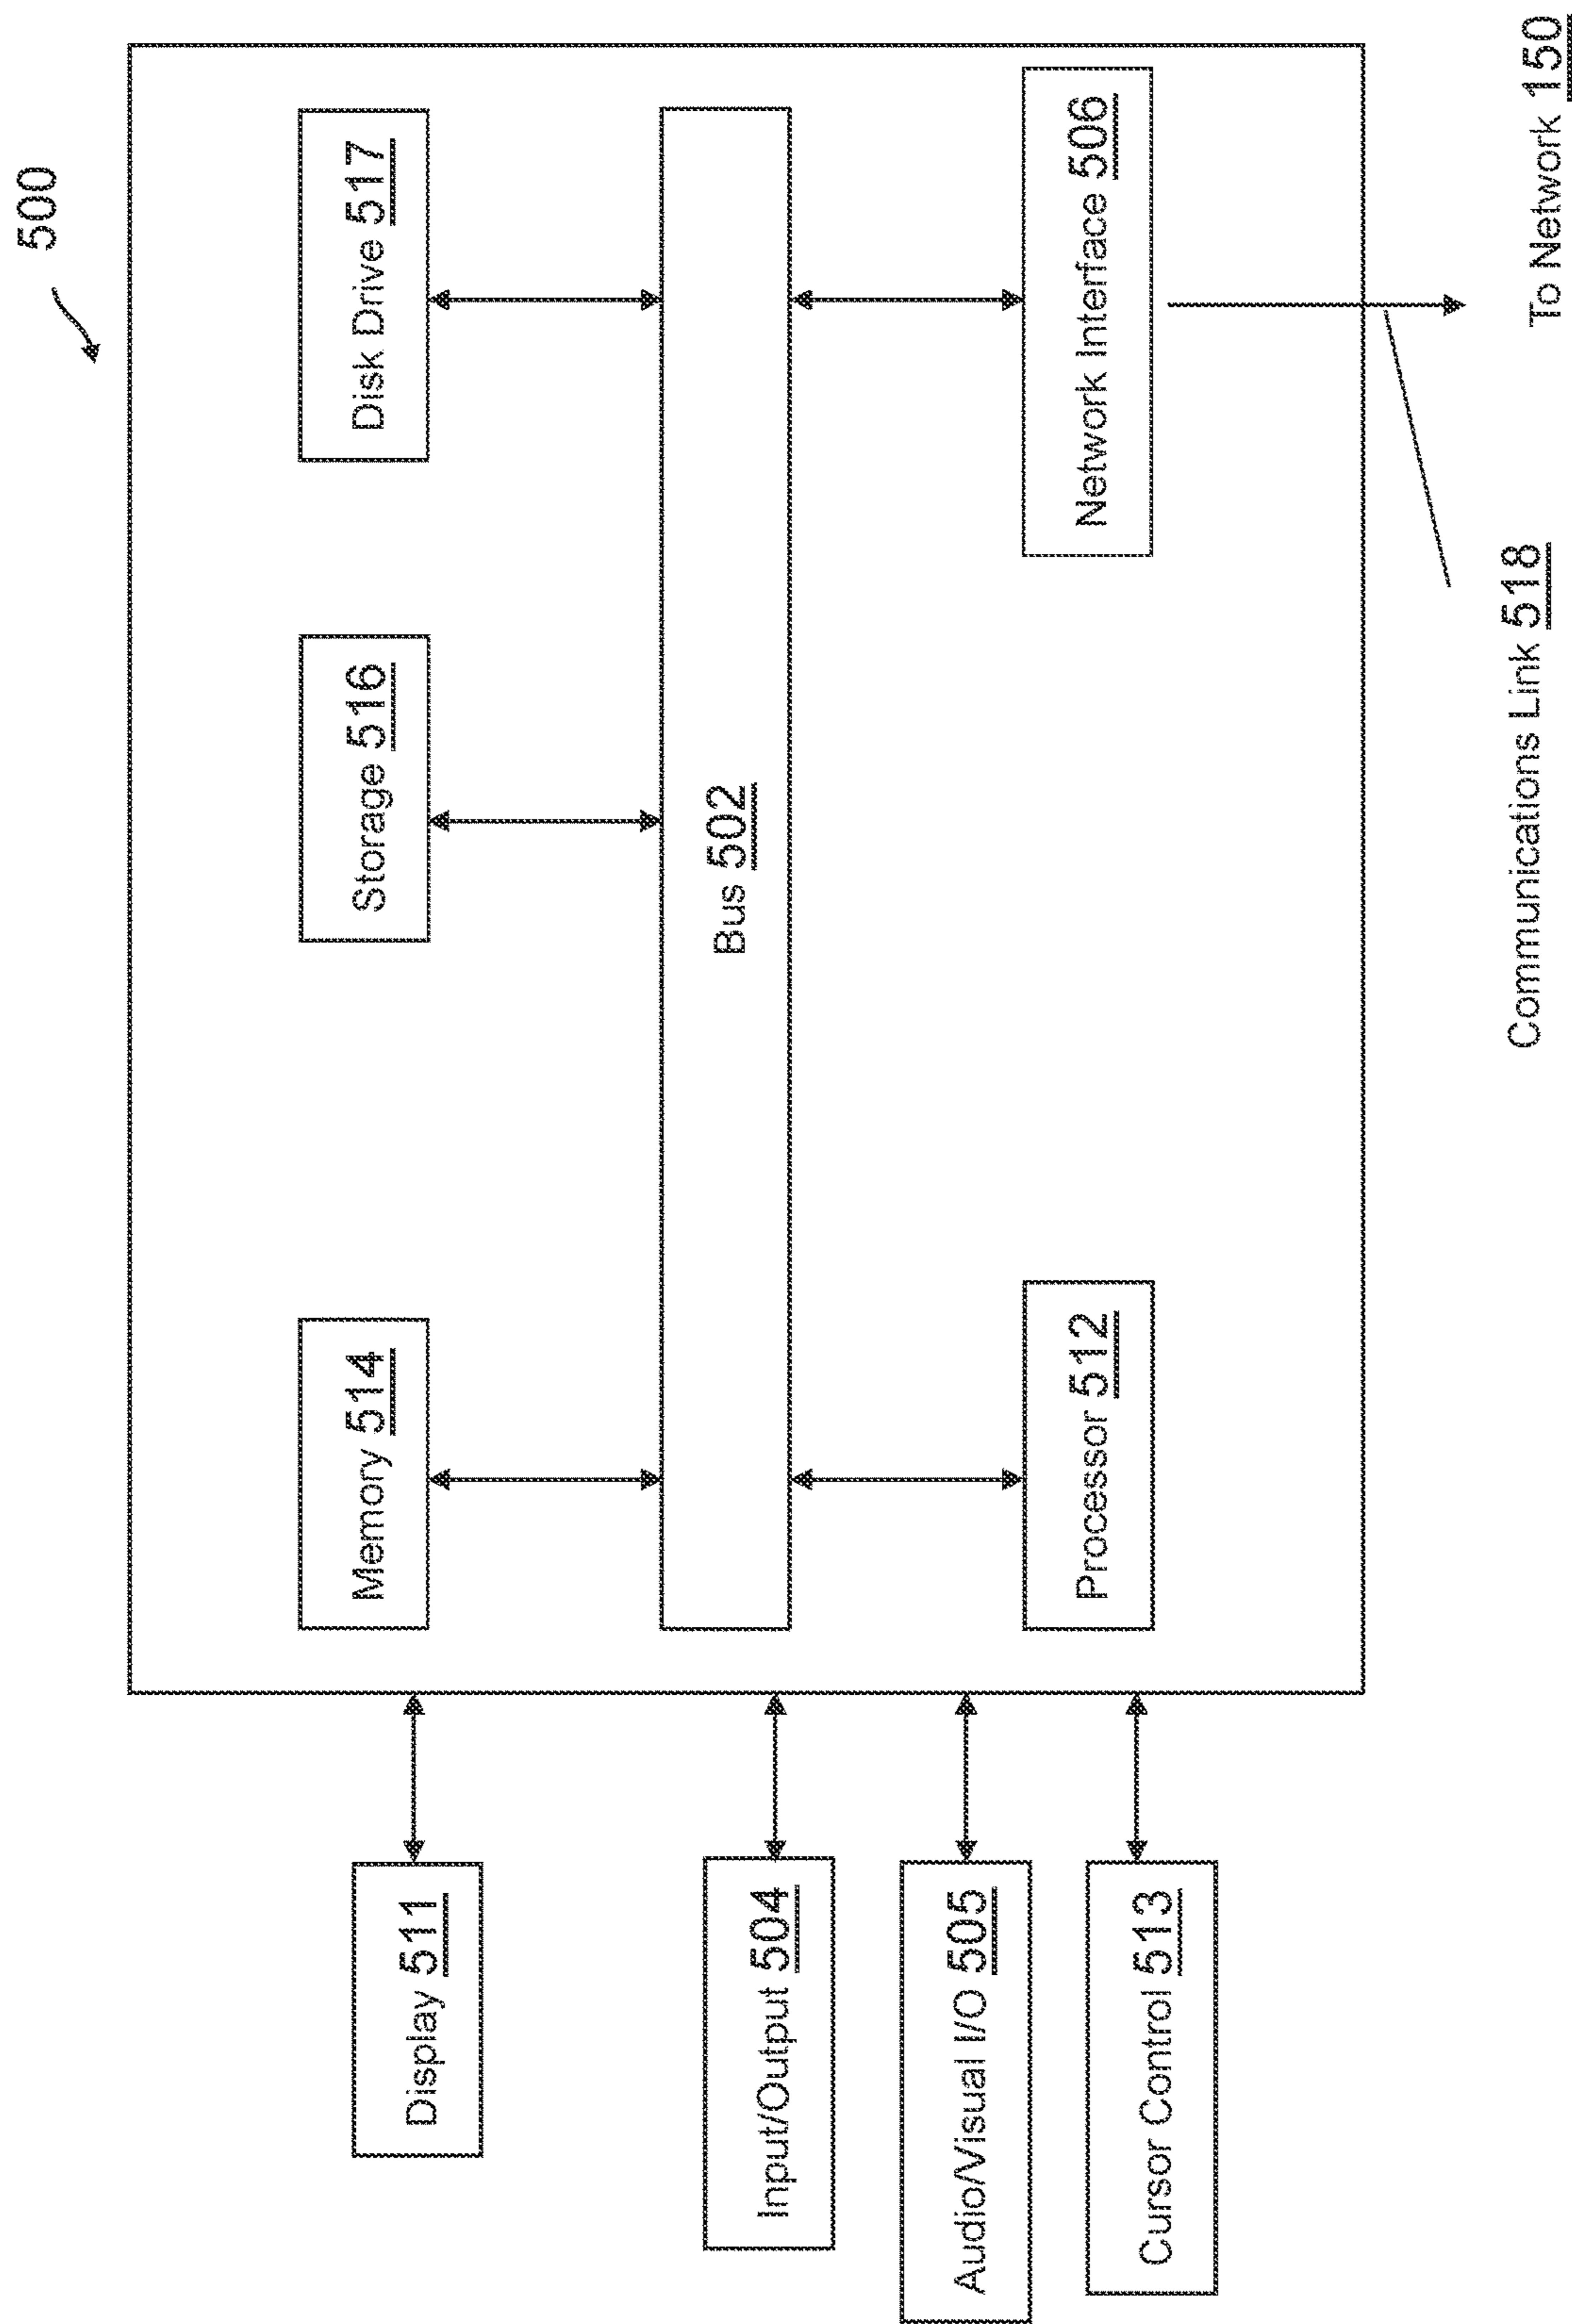 500
Display 511
Memory 514
Storage 516
Disk Drive 517
Bus 502
Input/Output 504
Audio/Visual I/O 505
Cursor Control 513
Processor 512
Network Interface 506
Communications Link 518
To Network 150